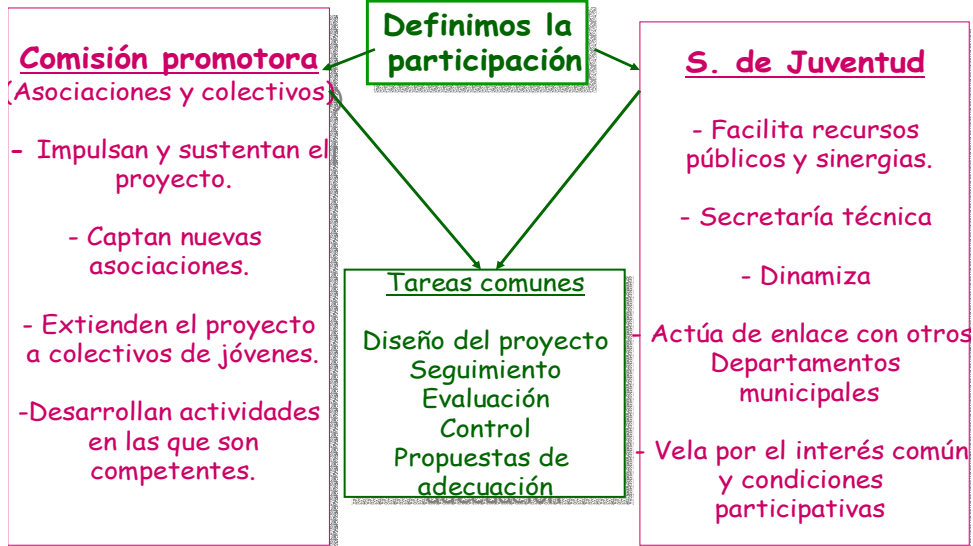 Definimos la
participación
Comisión promotora
(Asociaciones y colectivos)
- Impulsan y sustentan el
proyecto.
- Captan nuevas
asociaciones.
- Extienden el proyecto
a colectivos de jóvenes.
-Desarrollan actividades
en las que son
competentes.
Tareas comunes
Diseño del proyecto
Seguimiento
Evaluación
Control
Propuestas de
adecuación
S. de Juventud
- Facilita recursos
públicos y sinergias.
- Secretaría técnica
- Dinamiza
- Actúa de enlace con otros
Departamentos
municipales
- Vela por el interés común
y condiciones
participativas